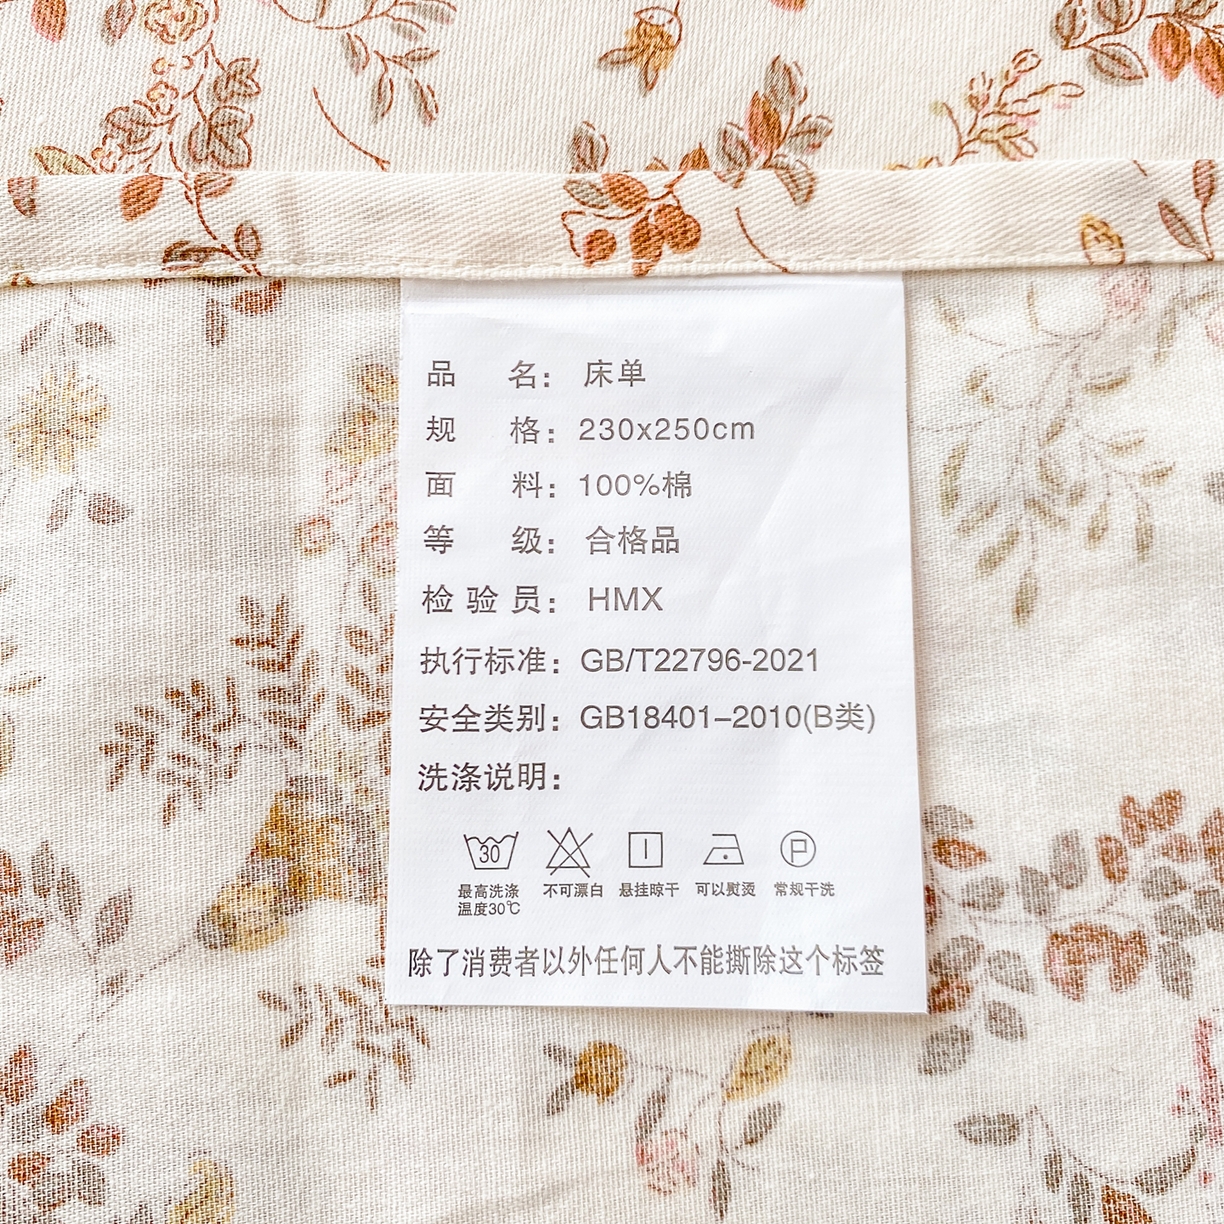 品 名：床单
规 格：230x250cm
面 料：100%棉
等 级：合格品
检 验 员：HMX
执行标准：GB/T22796-2021
安全类别：GB18401-2010(B类)
洗涤说明：
30 P
最高洗涤 不可漂白 悬挂晾干 可以熨烫 常规干洗
温度30℃
除了消费者以外任何人不能撕除这个标签